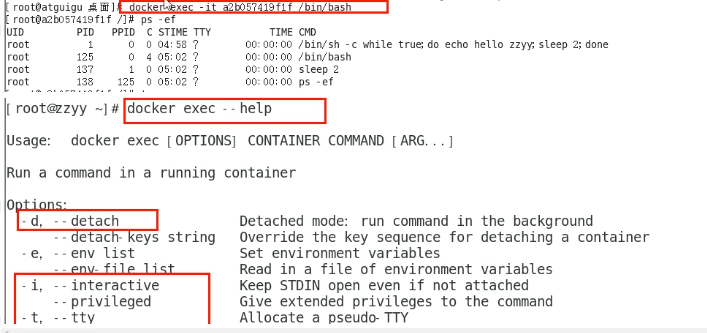 [root@atguigu 桌面]# docker exec -it a2b057419f1f /bin/bash
[root@a2b057419f1f /]# ps -ef
UID PID PPID C STIME TTY TIME CMD
root 1 0 0 04:58 ? 00:00:00 /bin/sh -c while true;do echo hello zzyy;sleep 2;done
root 125 0 4 05:02 ? 00:00:00 /bin/bash
root 137 1 0 05:02 ? 00:00:00 sleep 2
root 138 125 0 05:02 ? 00:00:00 ps -ef
[root@zzyy ~]# docker exec --help
Usage: docker exec [OPTIONS] CONTAINER COMMAND [ARG...]
Run a command in a running container
Options:
-d, --detach Detached mode: run command in the background
--detach-keys string Override the key sequence for detaching a container
-e, --env list Set environment variables
--env-file list Read in a file of environment variables
-i, --interactive Keep STDIN open even if not attached
--privileged Give extended privileges to the command
-t, --tty Allocate a pseudo-TTY